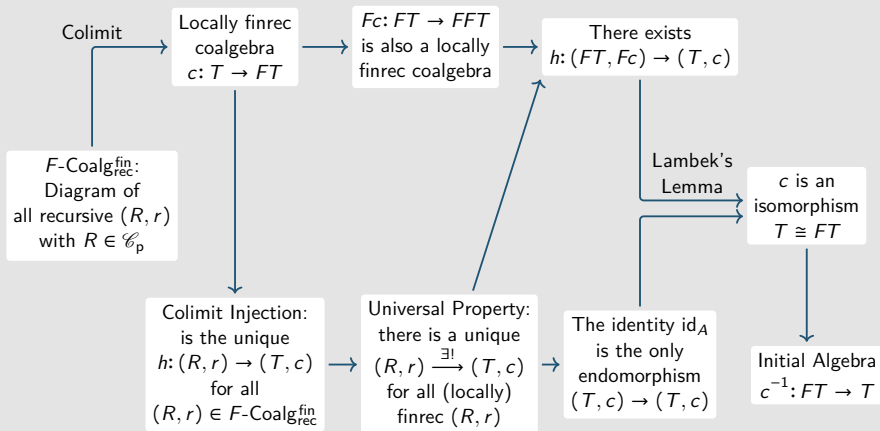 Colimit
Locally finrec
coalgebra
c: T → FT
Fc: FT → FFT
is also a locally
finrec coalgebra
There exists
h: (FT, Fc) → (T, c)
F-Coalg^fin_rec:
Diagram of
all recursive (R, r)
with R ∈ 𝒞_p
Lambek's
Lemma
c is an
isomorphism
T ≅ FT
Colimit Injection:
is the unique
h: (R, r) → (T, c)
for all
(R, r) ∈ F-Coalg^fin_rec
Universal Property:
there is a unique
(R, r) —∃!→ (T, c)
for all (locally)
finrec (R, r)
The identity id_A
is the only
endomorphism
(T, c) → (T, c)
Initial Algebra
c^−1: FT → T